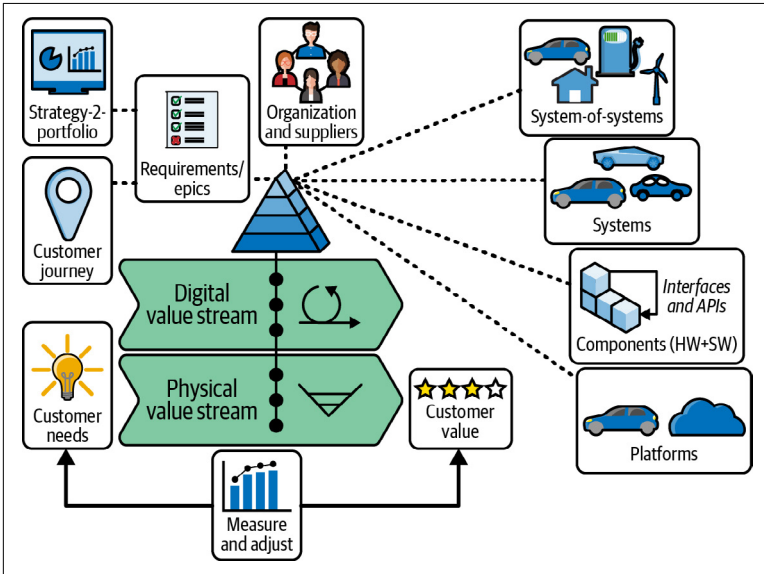 Strategy-2-
portfolio
Requirements/
epics
Organization
and suppliers
System-of-systems
Customer
journey
Systems
Digital
value stream
Interfaces
and APIs
Components (HW+SW)
Customer
needs
Physical
value stream
Customer
value
Platforms
Measure
and adjust